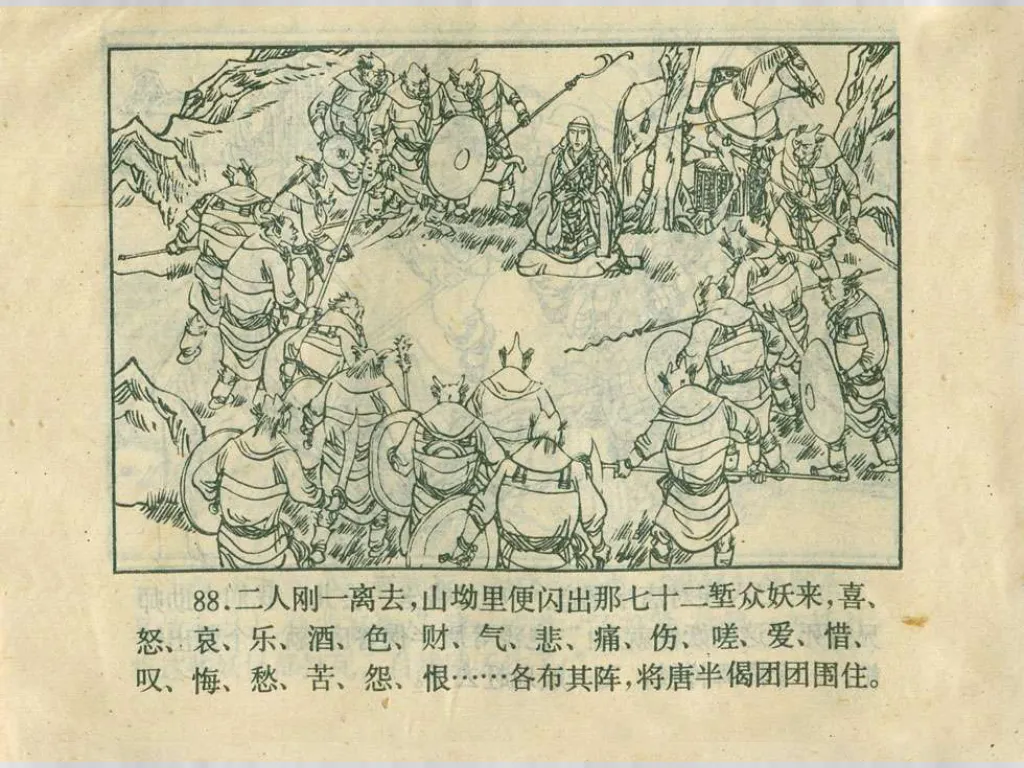 88.二人刚一离去,山坳里便闪出那七十二堑众妖来,喜、
怒、哀、乐、酒、色、财、气、悲、痛、伤、嗟、爱、惜、
叹、悔、愁、苦、怨、恨……各布其阵,将唐半偈团团围住。